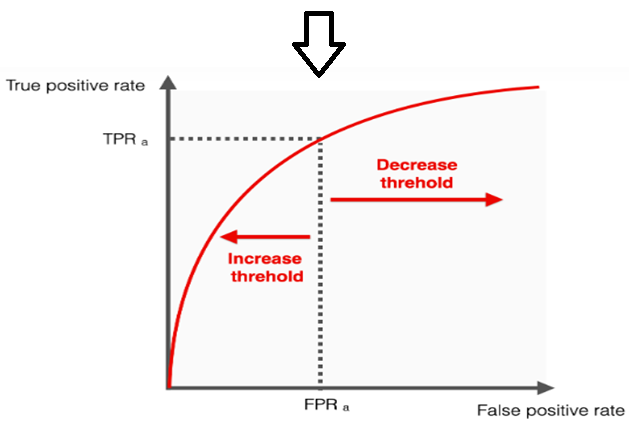 True positive rate
TPR a
Decrease
threhold
Increase
threhold
FPR a
False positive rate